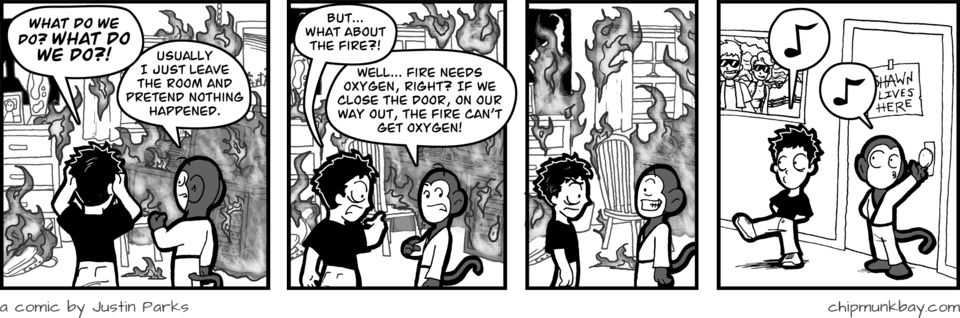 WHAT DO WE
DO? WHAT DO
WE DO?!
USUALLY
I JUST LEAVE
THE ROOM AND
PRETEND NOTHING
HAPPENED.
BUT...
WHAT ABOUT
THE FIRE?!
WELL... FIRE NEEDS
OXYGEN, RIGHT? IF WE
CLOSE THE DOOR, ON OUR
WAY OUT, THE FIRE CAN'T
GET OXYGEN!
SHAWN
LIVES
HERE
a comic by Justin Parks
chipmunkbay.com